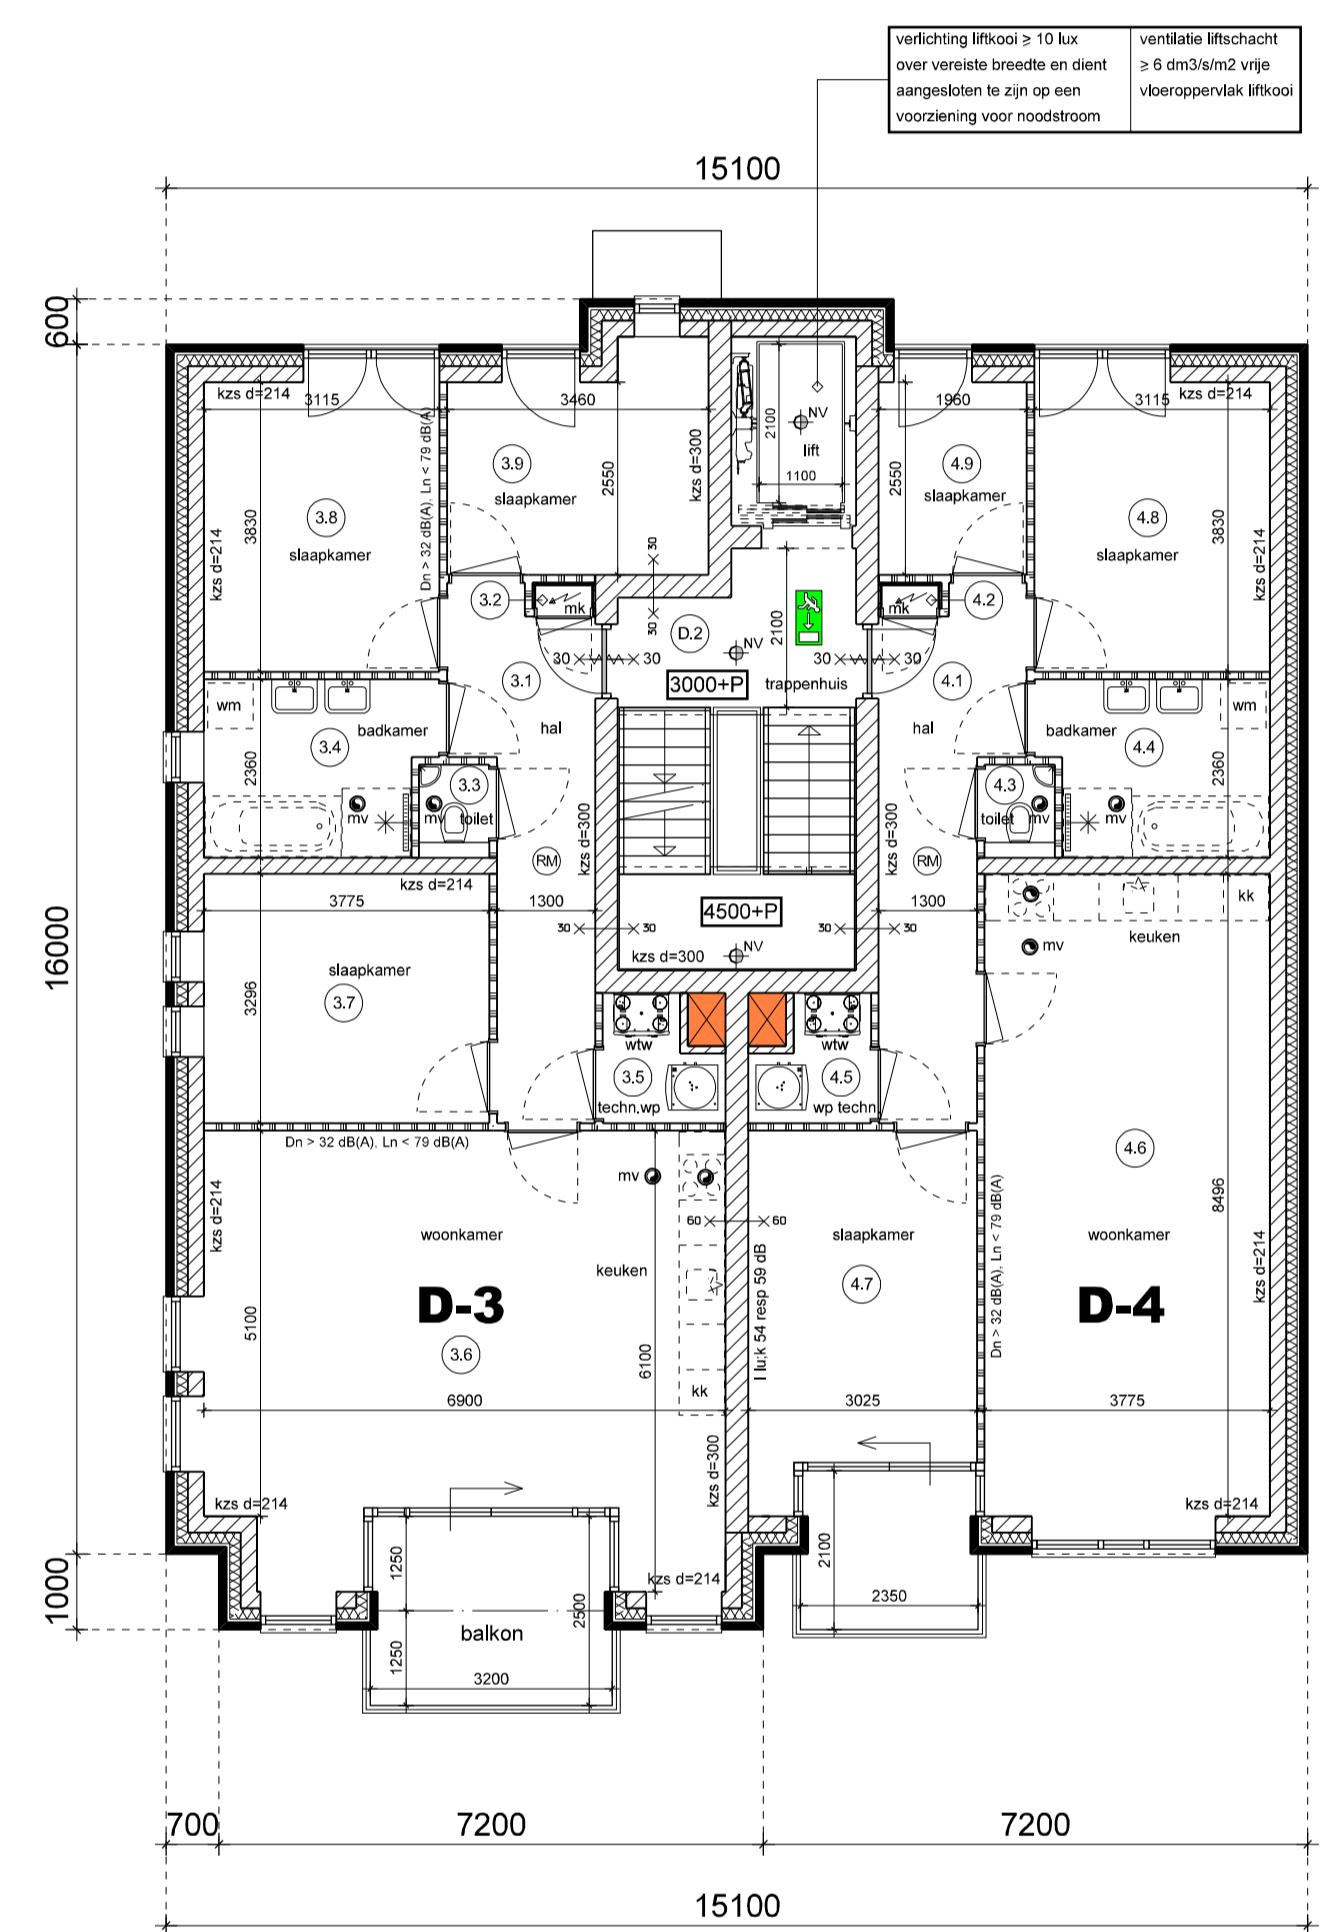 verlichting liftkooi ≥ 10 lux
over vereiste breedte en dient
aangesloten te zijn op een
voorziening voor noodstroom
ventilatie liftschacht
≥ 6 dm3/s/m2 vrije
vloeroppervlak liftkooi
15100
600
16000
1000
kzs d=214
3115
3460
1960
3115
kzs d=214
NV
lift
2100
1100
3.9
slaapkamer
2550
kzs d=300
2550
4.9
slaapkamer
3.8
slaapkamer
3830
kzs d=214
Dn > 32 dB(A), Ln < 79 dB(A)
4.8
slaapkamer
3830
kzs d=214
3.2
mk
30
30
D.2
NV
2100
mk
4.2
30
30
30
30
3.1
3000+P
trappenhuis
4.1
wm
badkamer
3.4
hal
hal
badkamer
4.4
wm
2360
3.3
mv
mv
toilet
4.3
toilet
mv
mv
2360
kzs d=300
kzs d=300
RM
RM
kzs d=214
3775
1300
4500+P
1300
30
30
30
30
kzs d=300
NV
keuken
kk
mv
slaapkamer
3.7
3296
wtw
wtw
3.5
techn.wp
4.5
wp techn.
Dn > 32 dB(A), Ln < 79 dB(A)
mv
4.6
kzs d=214
60
60
8496
woonkamer
keuken
slaapkamer
woonkamer
D-3
3.6
4.7
D-4
5100
6100
I lu;k 54 resp 59 dB
Dn > 32 dB(A), Ln < 79 dB(A)
kzs d=214
kk
6900
3025
3775
kzs d=300
kzs d=214
kzs d=214
1250
2100
kzs d=214
2350
2500
balkon
1250
3200
700
7200
7200
15100